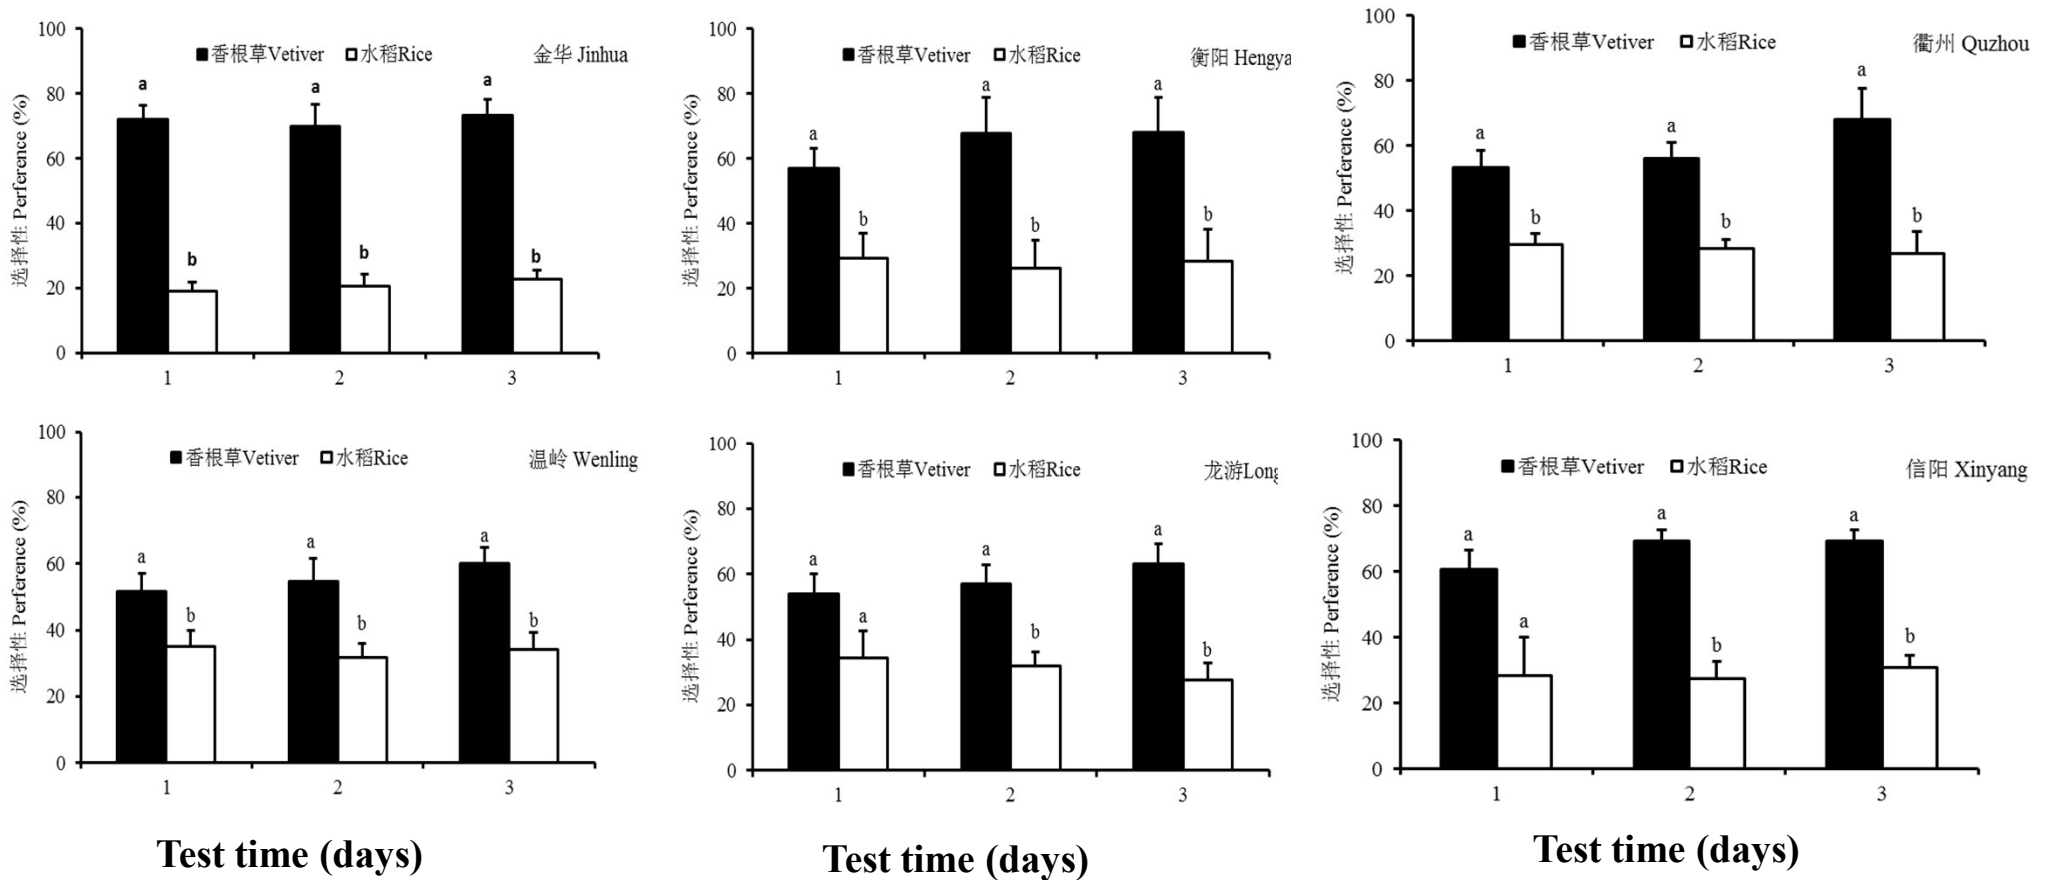 香根草Vetiver 水稻Rice 金华 Jinhua
选择性 Perference (%)
100
80
60
40
20
0
a b a b a b
1 2 3
香根草Vetiver 水稻Rice 衡阳 Hengya
选择性 Perference (%)
100
80
60
40
20
0
a b a b a b
1 2 3
香根草Vetiver 水稻Rice 衢州 Quzhou
选择性 Perference (%)
100
80
60
40
20
0
a b a b a b
1 2 3
香根草Vetiver 水稻Rice 温岭 Wenling
选择性 Perference (%)
100
80
60
40
20
0
a b a b a b
1 2 3
Test time (days)
香根草Vetiver 水稻Rice 龙游Long
选择性 Perference (%)
100
80
60
40
20
0
a a a b a b
1 2 3
Test time (days)
香根草Vetiver 水稻Rice 信阳 Xinyang
选择性 Perference (%)
100
80
60
40
20
0
a a a b a b
1 2 3
Test time (days)